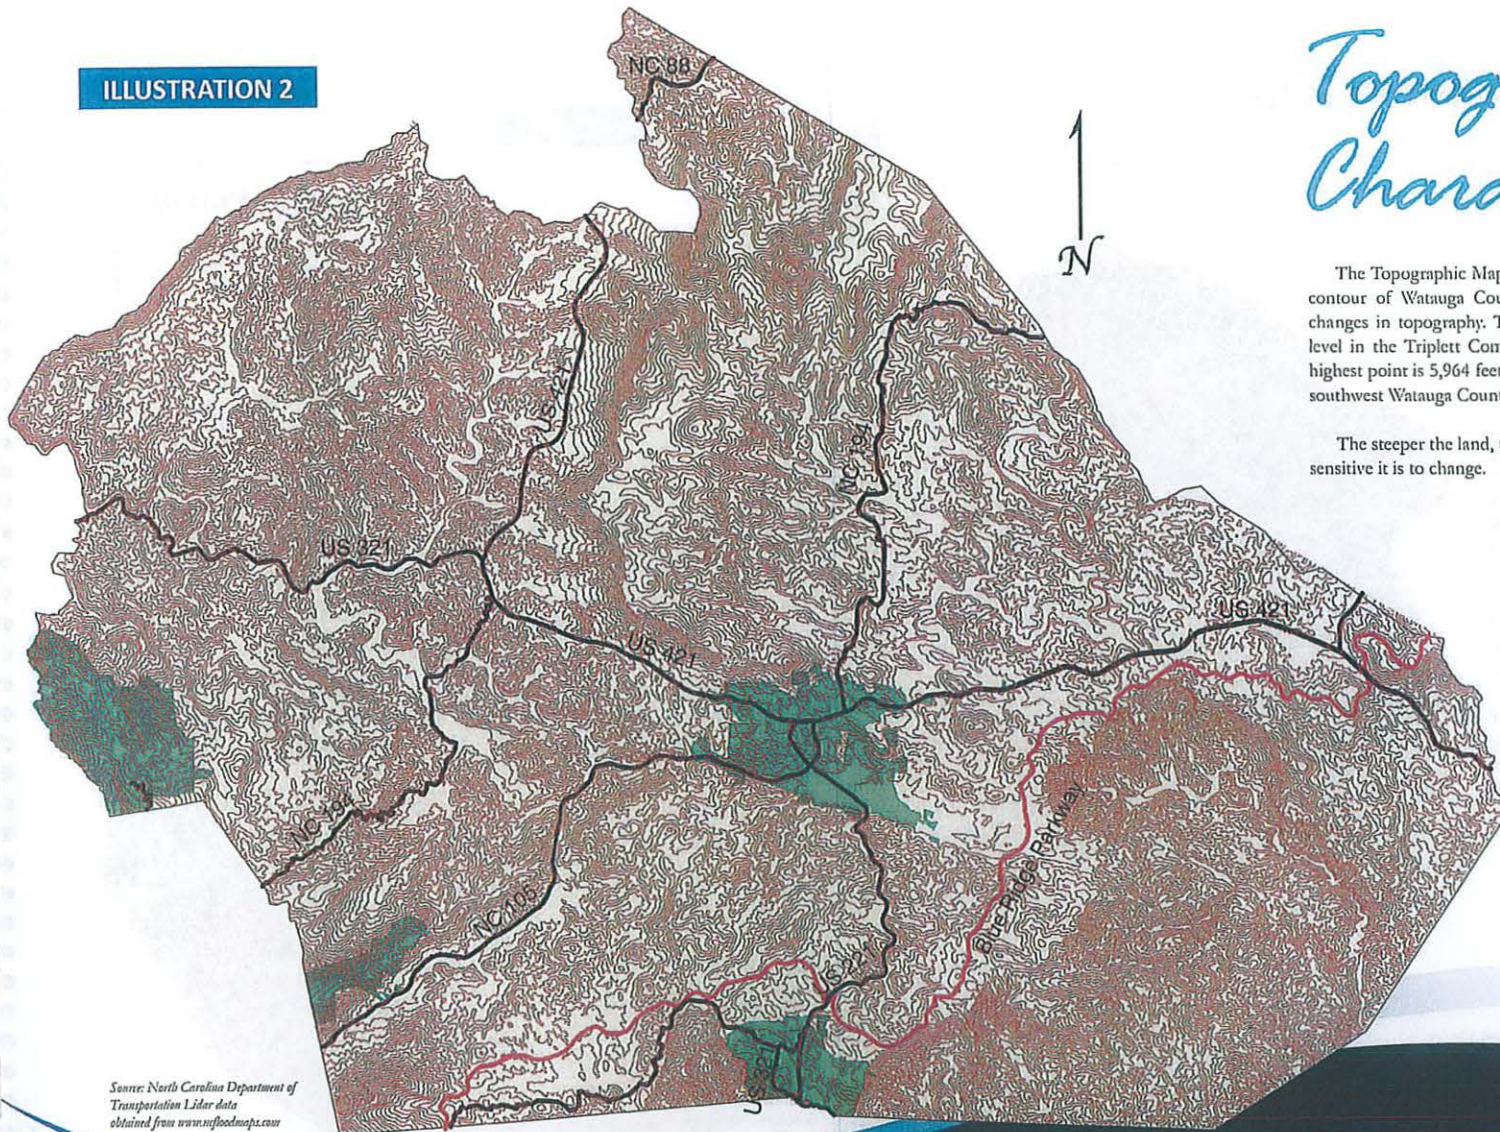 ILLUSTRATION 2
Topog
Chara
The Topographic Map
contour of Watauga Cou
changes in topography. T
level in the Triplett Com
highest point is 5,964 feet
southwest Watauga Count
The steeper the land,
sensitive it is to change.
N
NC 88
US 421
NC 194
US 321
US 421
US 421
NC 194
NC 105
Blue Ridge Parkway
US 221
US 321
Source: North Carolina Department of
Transportation Lidar data
obtained from www.ncfloodmaps.com